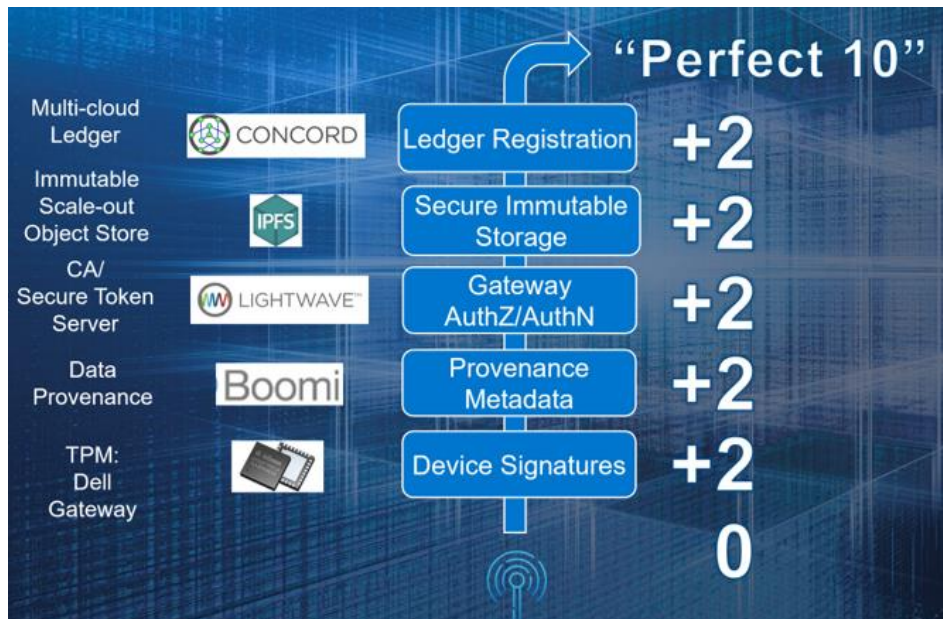 “Perfect 10”
Multi-cloud
Ledger
CONCORD
Ledger Registration
+2
Immutable
Scale-out
Object Store
IPFS
Secure Immutable
Storage
+2
CA/
Secure Token
Server
LIGHTWAVE™
Gateway
AuthZ/AuthN
+2
Data
Provenance
Boomi
Provenance
Metadata
+2
TPM:
Dell
Gateway
Device Signatures
+2
0